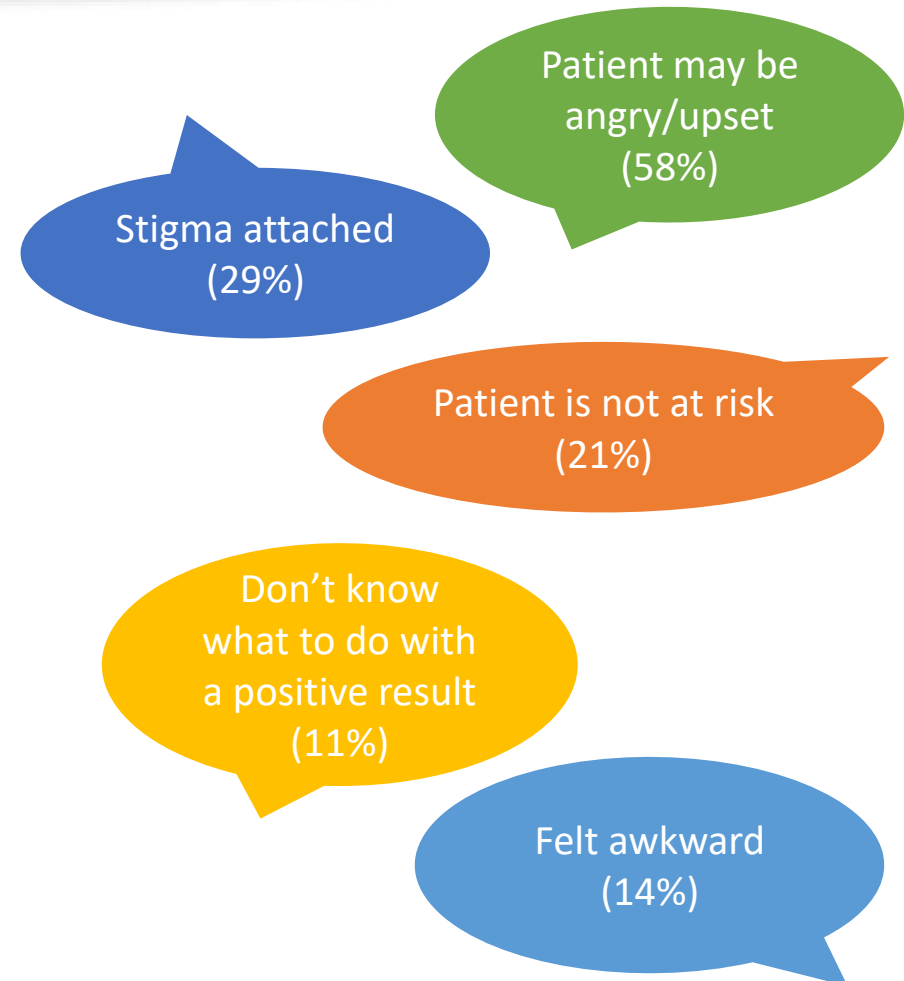 Patient may be
angry/upset
(58%)
Stigma attached
(29%)
Patient is not at risk
(21%)
Don’t know
what to do with
a positive result
(11%)
Felt awkward
(14%)